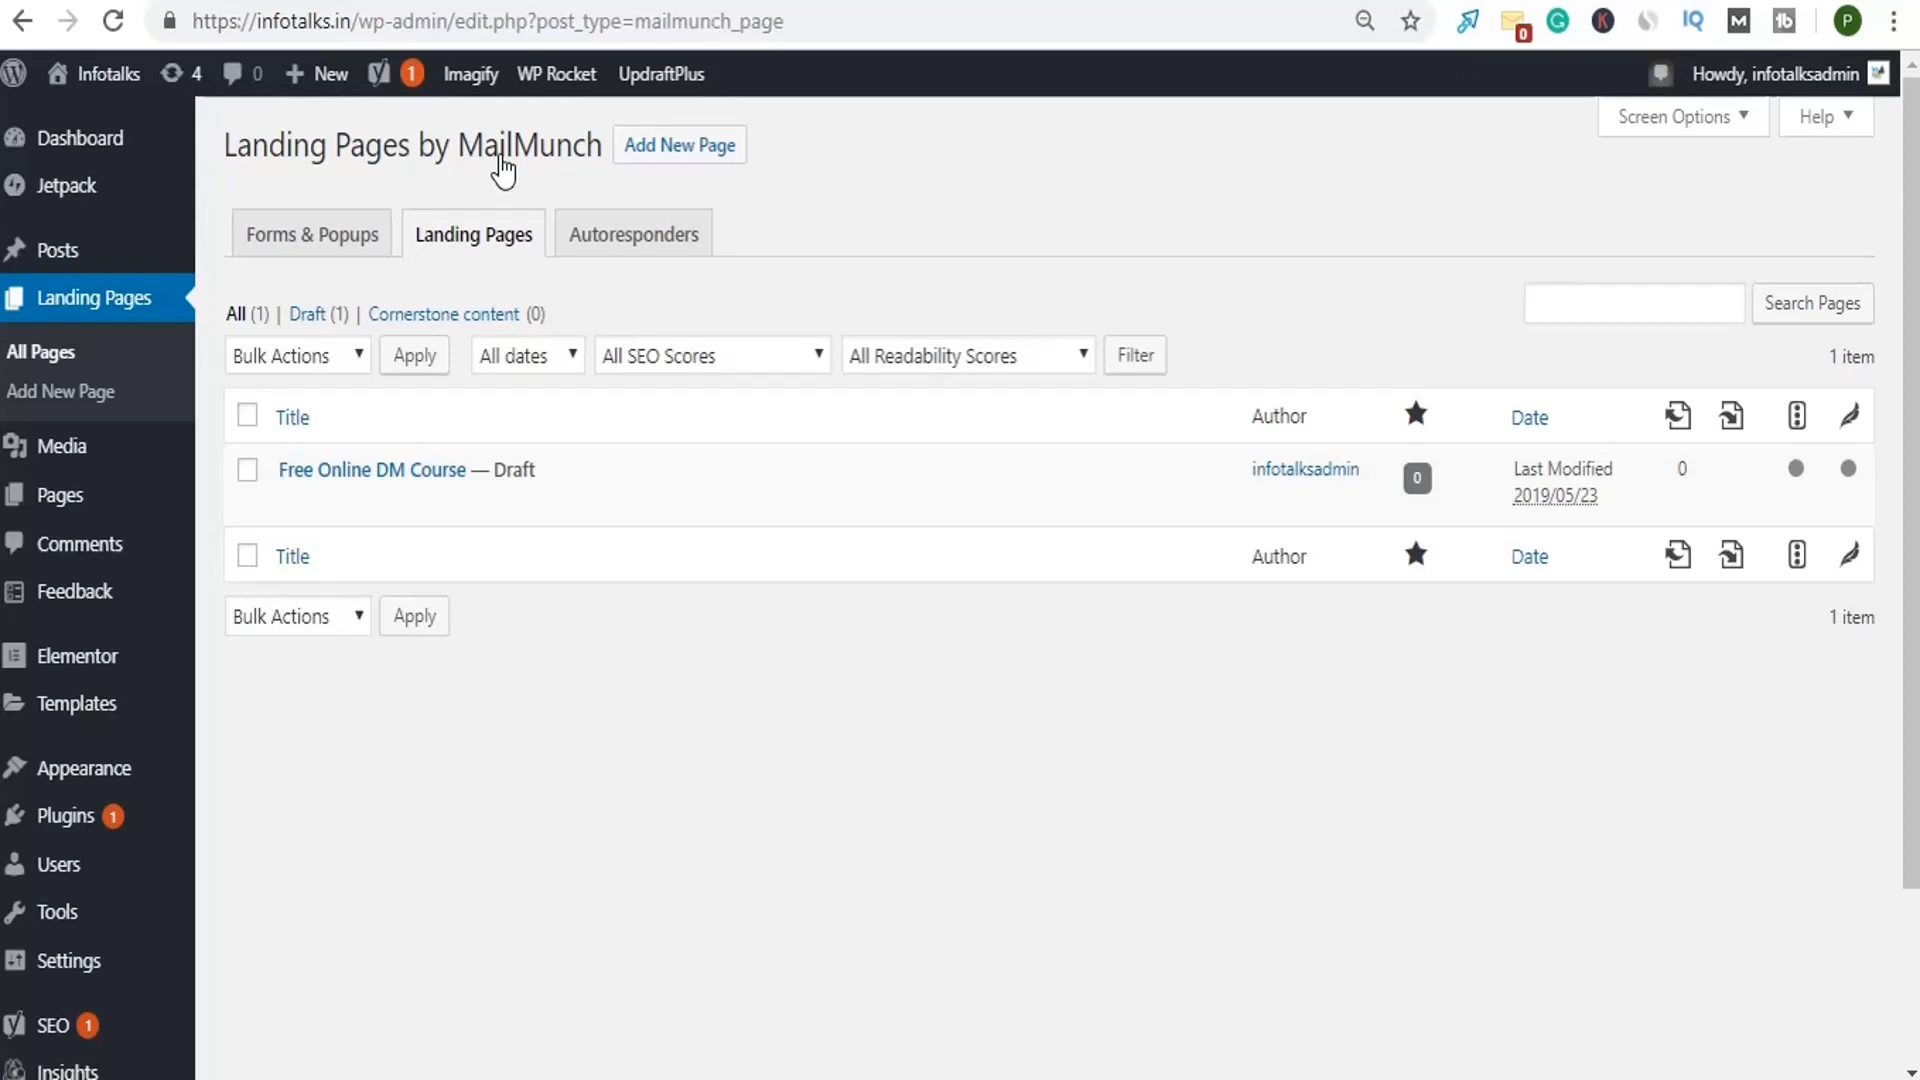 https://infotalks.in/wp-admin/edit.php?post_type=mailmunch_page
0
G
K
IQ
M
tb
P
Infotalks
4
0
New
1
Imagify
WP Rocket
UpdraftPlus
Howdy, infotalksadmin
Dashboard
Jetpack
Posts
Landing Pages
All Pages
Add New Page
Media
Pages
Comments
Feedback
Elementor
Templates
Appearance
Plugins 1
Users
Tools
Settings
SEO 1
Insights
Screen Options
Help
Landing Pages by MailMunch
Add New Page
Forms & Popups
Landing Pages
Autoresponders
All (1) | Draft (1) | Cornerstone content (0)
Search Pages
Bulk Actions
Apply
All dates
All SEO Scores
All Readability Scores
Filter
1 item
Title
Author
Date
Free Online DM Course — Draft
infotalksadmin
0
Last Modified
2019/05/23
0
Title
Author
Date
Bulk Actions
Apply
1 item